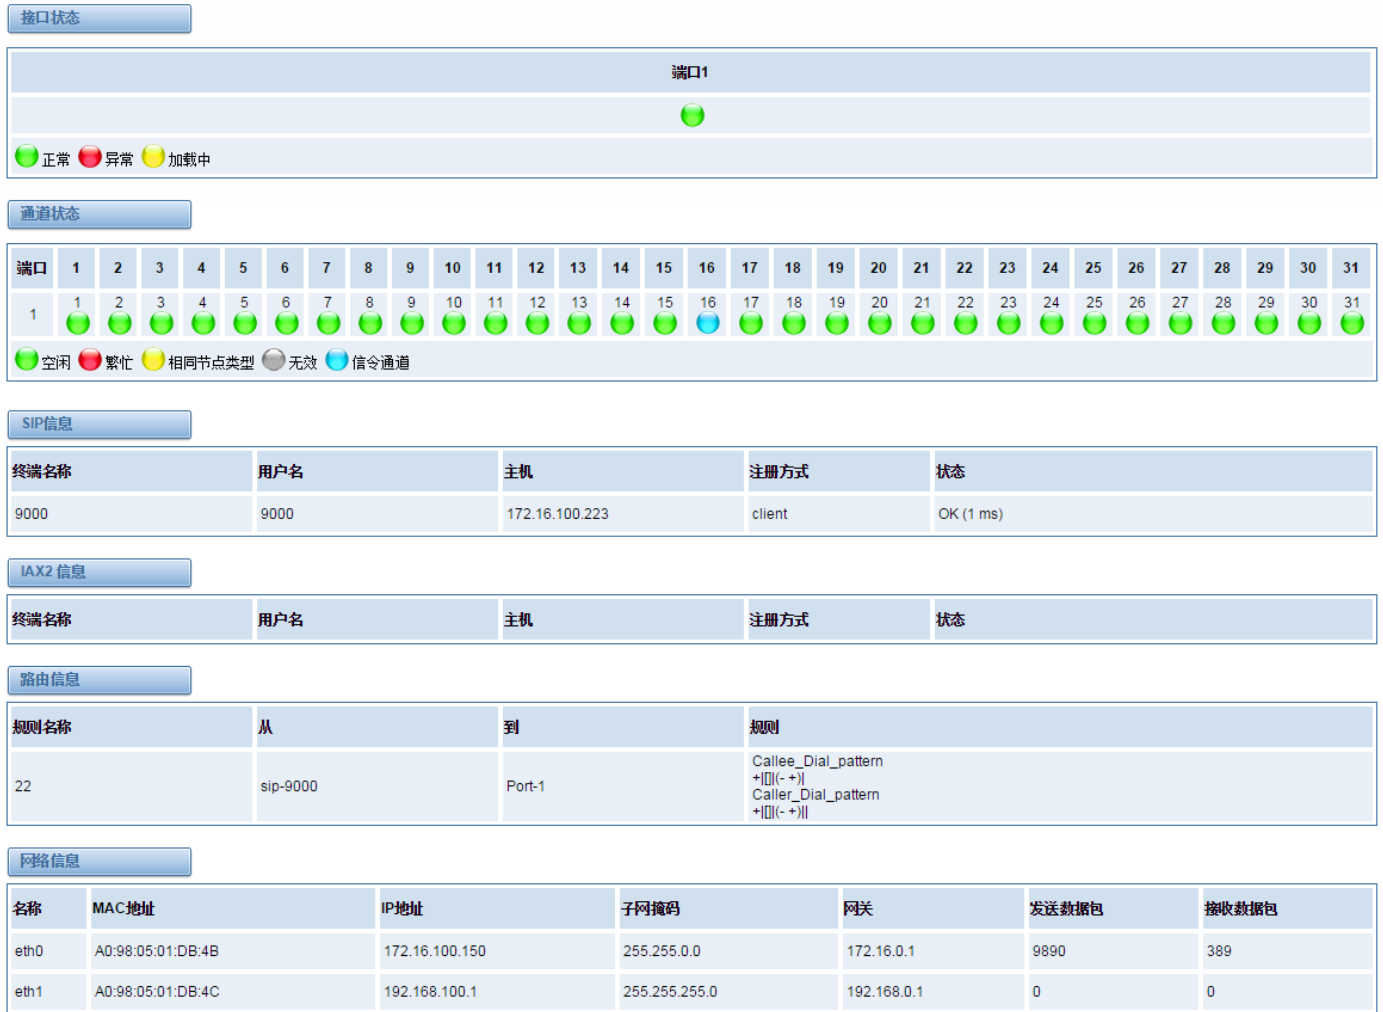 接口状态
端口1
正常 异常 加载中
通道状态
端口 1 2 3 4 5 6 7 8 9 10 11 12 13 14 15 16 17 18 19 20 21 22 23 24 25 26 27 28 29 30 31
1 1 2 3 4 5 6 7 8 9 10 11 12 13 14 15 16 17 18 19 20 21 22 23 24 25 26 27 28 29 30 31
空闲 繁忙 相同节点类型 无效 信令通道
SIP信息
终端名称 用户名 主机 注册方式 状态
9000 9000 172.16.100.223 client OK (1 ms)
IAX2 信息
终端名称 用户名 主机 注册方式 状态
路由信息
规则名称 从 到 规则
22 sip-9000 Port-1
Callee_Dial_pattern
+|[]|(- +)|
Caller_Dial_pattern
+|[]|(- +)||
网络信息
名称 MAC地址 IP地址 子网掩码 网关 发送数据包 接收数据包
eth0 A0:98:05:01:DB:4B 172.16.100.150 255.255.0.0 172.16.0.1 9890 389
eth1 A0:98:05:01:DB:4C 192.168.100.1 255.255.255.0 192.168.0.1 0 0